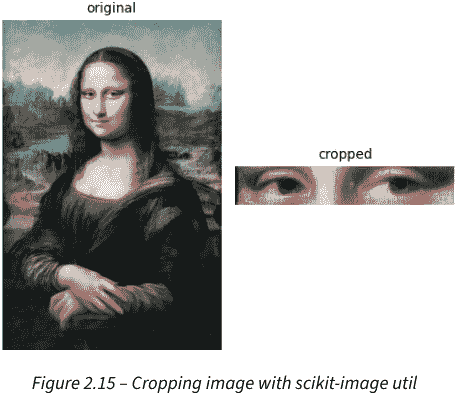 original
cropped
Figure 2.15 – Cropping image with scikit-image util